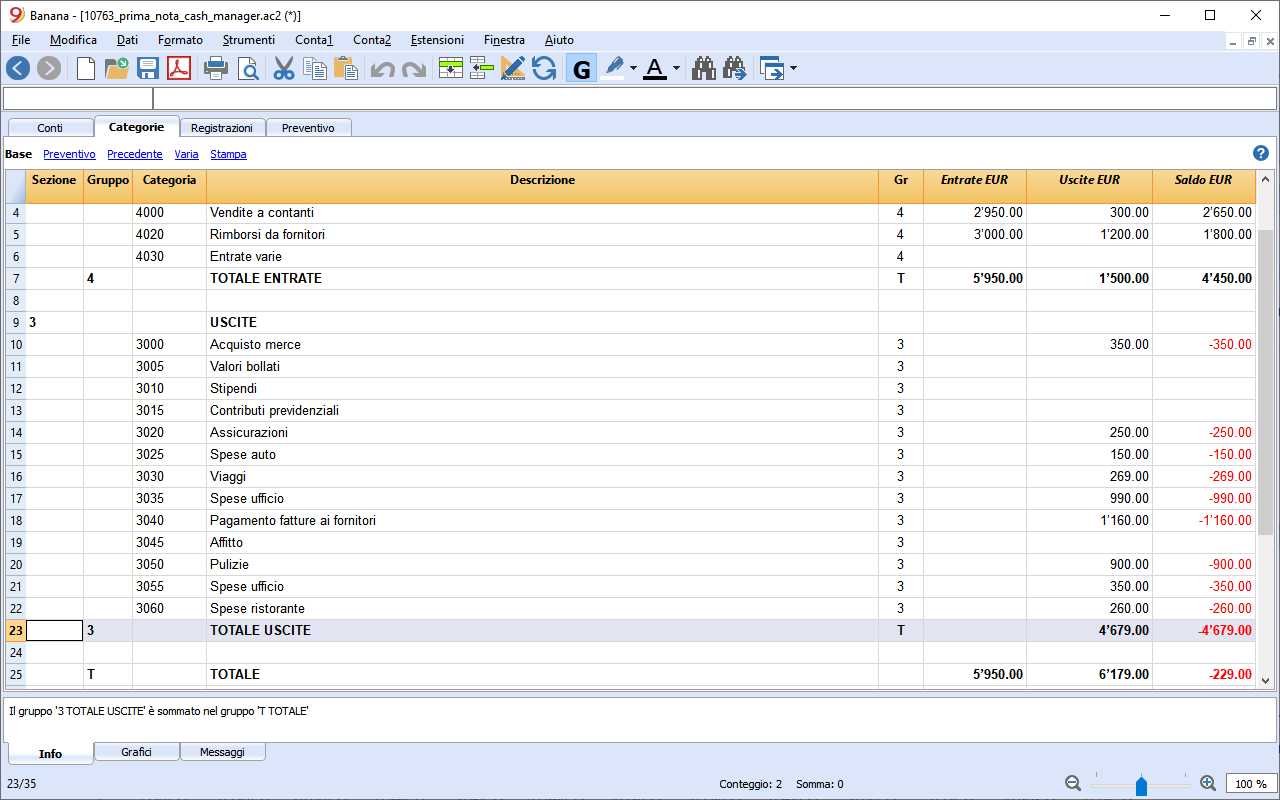 Banana - [10763_prima_nota_cash_manager.ac2 (*)]
File Modifica Dati Formato Strumenti Conta1 Conta2 Estensioni Finestra Aiuto
G A
Conti Categorie Registrazioni Preventivo
Base Preventivo Precedente Varia Stampa ?
Sezione Gruppo Categoria Descrizione Gr Entrate EUR Uscite EUR Saldo EUR
4 4000 Vendite a contanti 4 2'950.00 300.00 2'650.00
5 4020 Rimborsi da fornitori 4 3'000.00 1'200.00 1'800.00
6 4030 Entrate varie 4
7 4 TOTALE ENTRATE T 5'950.00 1'500.00 4'450.00
8
9 3 USCITE
10 3000 Acquisto merce 3 350.00 -350.00
11 3005 Valori bollati 3
12 3010 Stipendi 3
13 3015 Contributi previdenziali 3
14 3020 Assicurazioni 3 250.00 -250.00
15 3025 Spese auto 3 150.00 -150.00
16 3030 Viaggi 3 269.00 -269.00
17 3035 Spese ufficio 3 990.00 -990.00
18 3040 Pagamento fatture ai fornitori 3 1'160.00 -1'160.00
19 3045 Affitto 3
20 3050 Pulizie 3 900.00 -900.00
21 3055 Spese ufficio 3 350.00 -350.00
22 3060 Spese ristorante 3 260.00 -260.00
23 3 TOTALE USCITE T 4'679.00 -4'679.00
24
25 T TOTALE 5'950.00 6'179.00 -229.00
Il gruppo '3 TOTALE USCITE' è sommato nel gruppo 'T TOTALE'
Info Grafici Messaggi
23/35 Conteggio: 2 Somma: 0 100 %